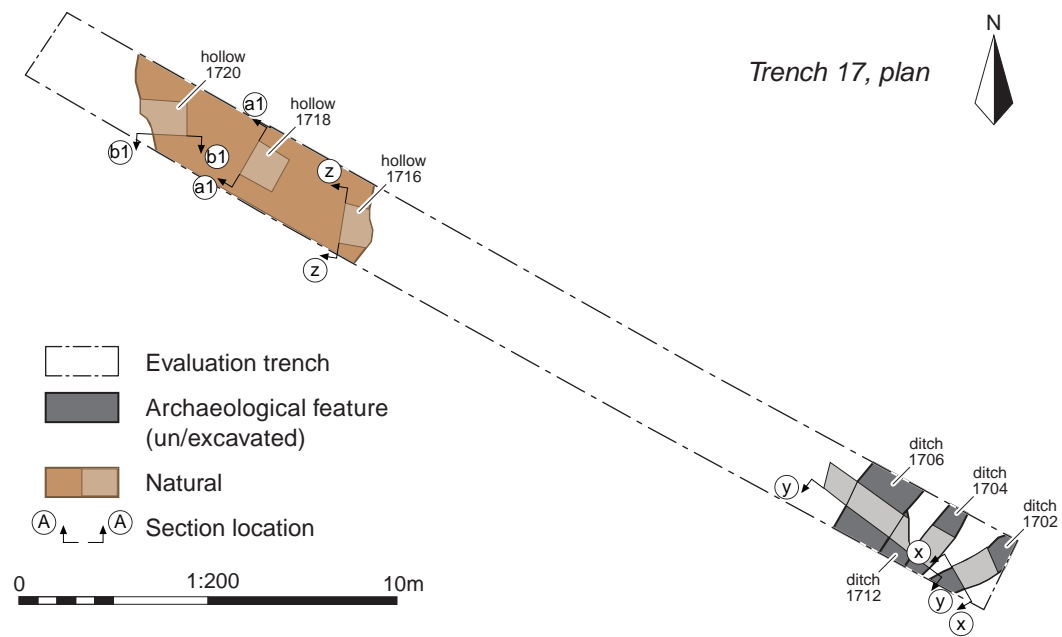 Trench 17, plan
N
hollow
1720
hollow
1718
hollow
1716
a1
a1
b1
b1
z
z
Evaluation trench
Archaeological feature
(un/excavated)
Natural
A
A
Section location
0
1:200
10m
ditch
1706
ditch
1704
ditch
1702
ditch
1712
y
x
y
x